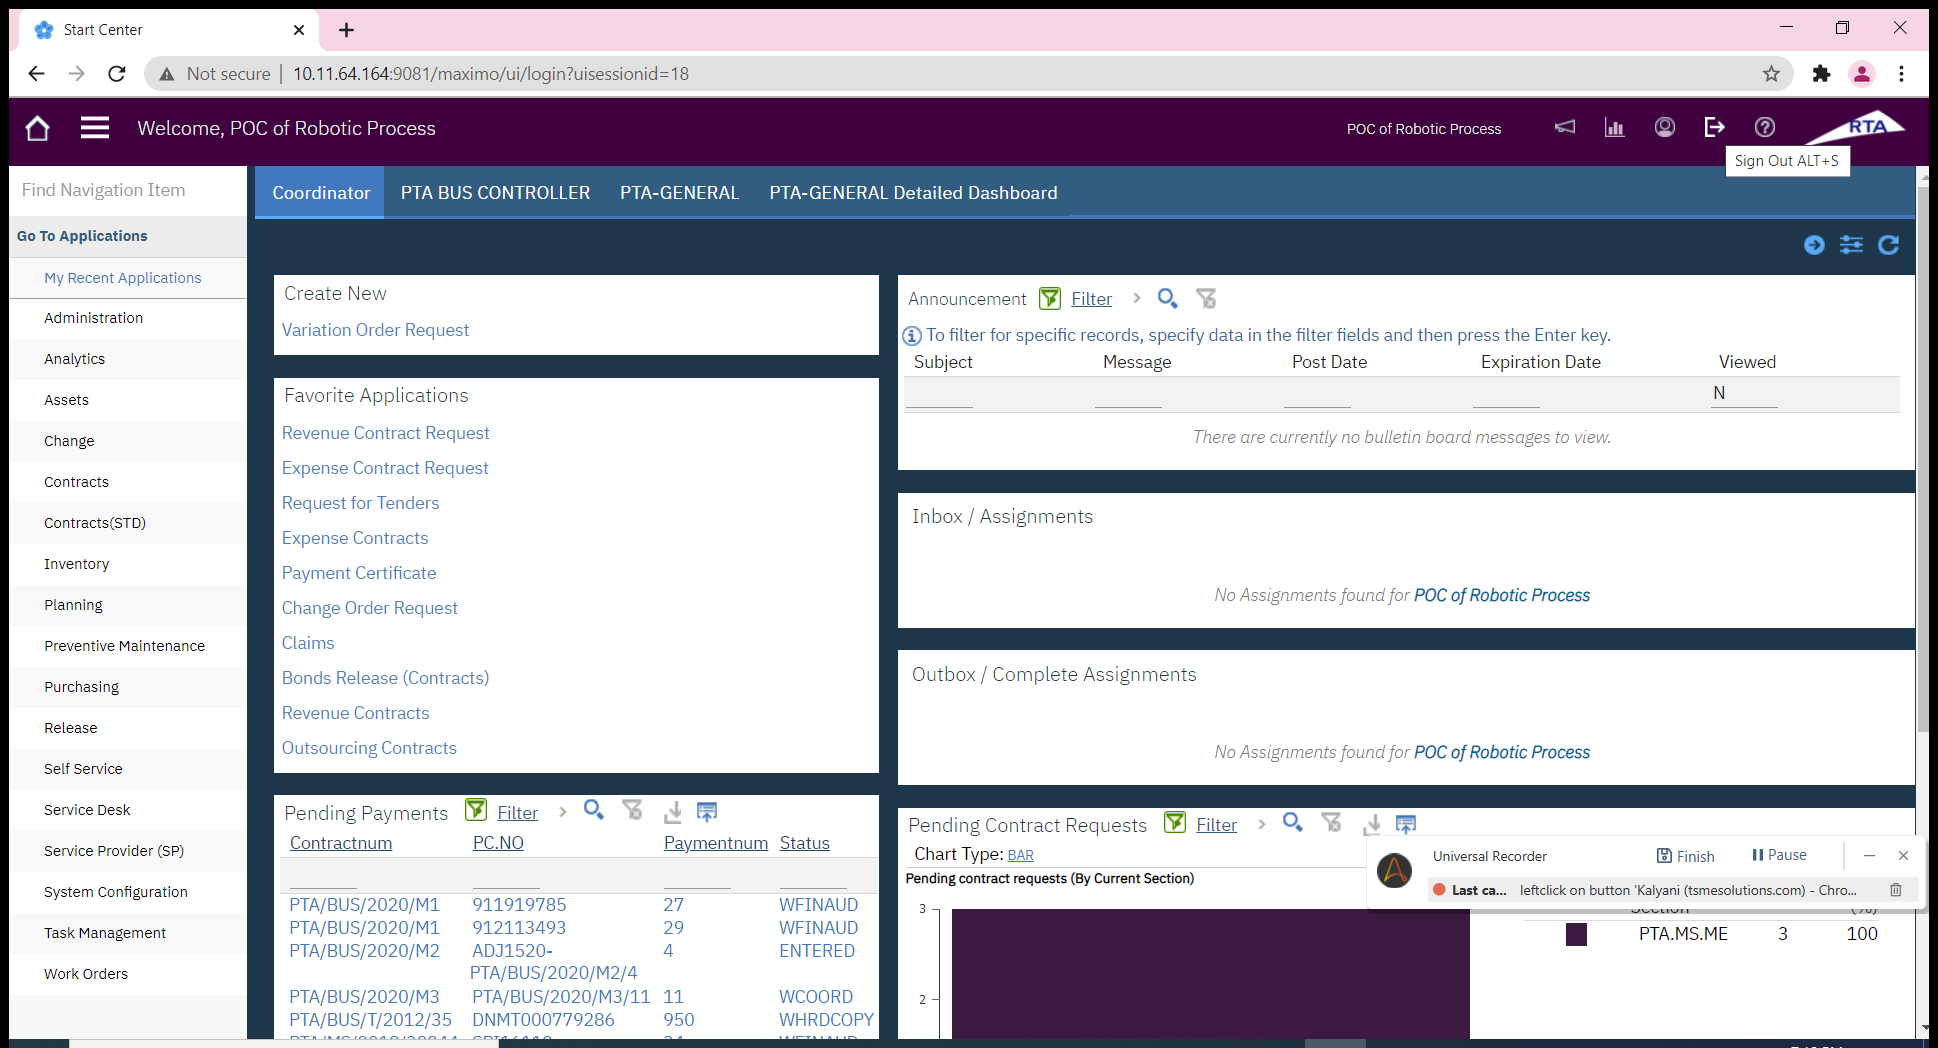 Start Center
Not secure | 10.11.64.164:9081/maximo/ui/login?uisessionid=18
Welcome, POC of Robotic Process
POC of Robotic Process
RTA
Sign Out ALT+S
Find Navigation Item
Go To Applications
My Recent Applications
Administration
Analytics
Assets
Change
Contracts
Contracts(STD)
Inventory
Planning
Preventive Maintenance
Purchasing
Release
Self Service
Service Desk
Service Provider (SP)
System Configuration
Task Management
Work Orders
Coordinator PTA BUS CONTROLLER PTA-GENERAL PTA-GENERAL Detailed Dashboard
Create New
Variation Order Request
Favorite Applications
Revenue Contract Request
Expense Contract Request
Request for Tenders
Expense Contracts
Payment Certificate
Change Order Request
Claims
Bonds Release (Contracts)
Revenue Contracts
Outsourcing Contracts
Pending Payments Filter
Contractnum PC.NO Paymentnum Status
PTA/BUS/2020/M1 911919785 27 WFINAUD
PTA/BUS/2020/M1 912113493 29 WFINAUD
PTA/BUS/2020/M2 ADJ1520- 4 ENTERED
PTA/BUS/2020/M2/4
PTA/BUS/2020/M3 PTA/BUS/2020/M3/11 11 WCOORD
PTA/BUS/T/2012/35 DNMT000779286 950 WHRDCOPY
Announcement Filter
To filter for specific records, specify data in the filter fields and then press the Enter key.
Subject Message Post Date Expiration Date Viewed
N
There are currently no bulletin board messages to view.
Inbox / Assignments
No Assignments found for POC of Robotic Process
Outbox / Complete Assignments
No Assignments found for POC of Robotic Process
Pending Contract Requests Filter
Chart Type: BAR
Pending contract requests (By Current Section)
3
2
Universal Recorder Finish Pause
Last ca... leftclick on button 'Kalyani (tsmesolutions.com) - Chro...
Section (%)
PTA.MS.ME 3 100